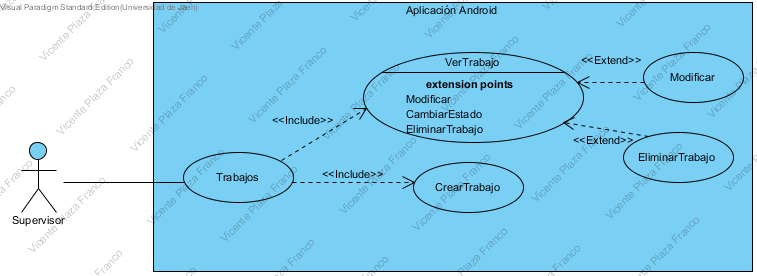 Visual Paradigm Standard Edition(Universidad de Jaen)
Aplicación Android
VerTrabajo
extension points
Modificar
CambiarEstado
EliminarTrabajo
<<Extend>>
Modificar
<<Include>>
<<Extend>>
EliminarTrabajo
Trabajos
<<Include>>
CrearTrabajo
Supervisor
Vicente Plaza Franco